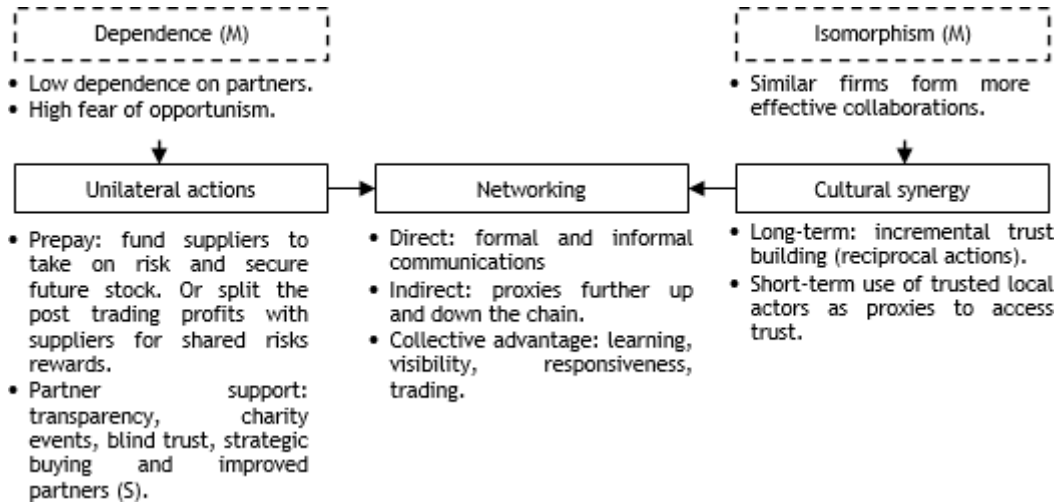 Dependence (M)
• Low dependence on partners.
• High fear of opportunism.
Isomorphism (M)
• Similar firms form more
effective collaborations.
Unilateral actions
Networking
Cultural synergy
• Prepay: fund suppliers to
take on risk and secure
future stock. Or split the
post trading profits with
suppliers for shared risks
rewards.
• Partner support:
transparency, charity
events, blind trust, strategic
buying and improved
partners (S).
• Direct: formal and informal
communications
• Indirect: proxies further up
and down the chain.
• Collective advantage: learning,
visibility, responsiveness,
trading.
• Long-term: incremental trust
building (reciprocal actions).
• Short-term use of trusted local
actors as proxies to access
trust.